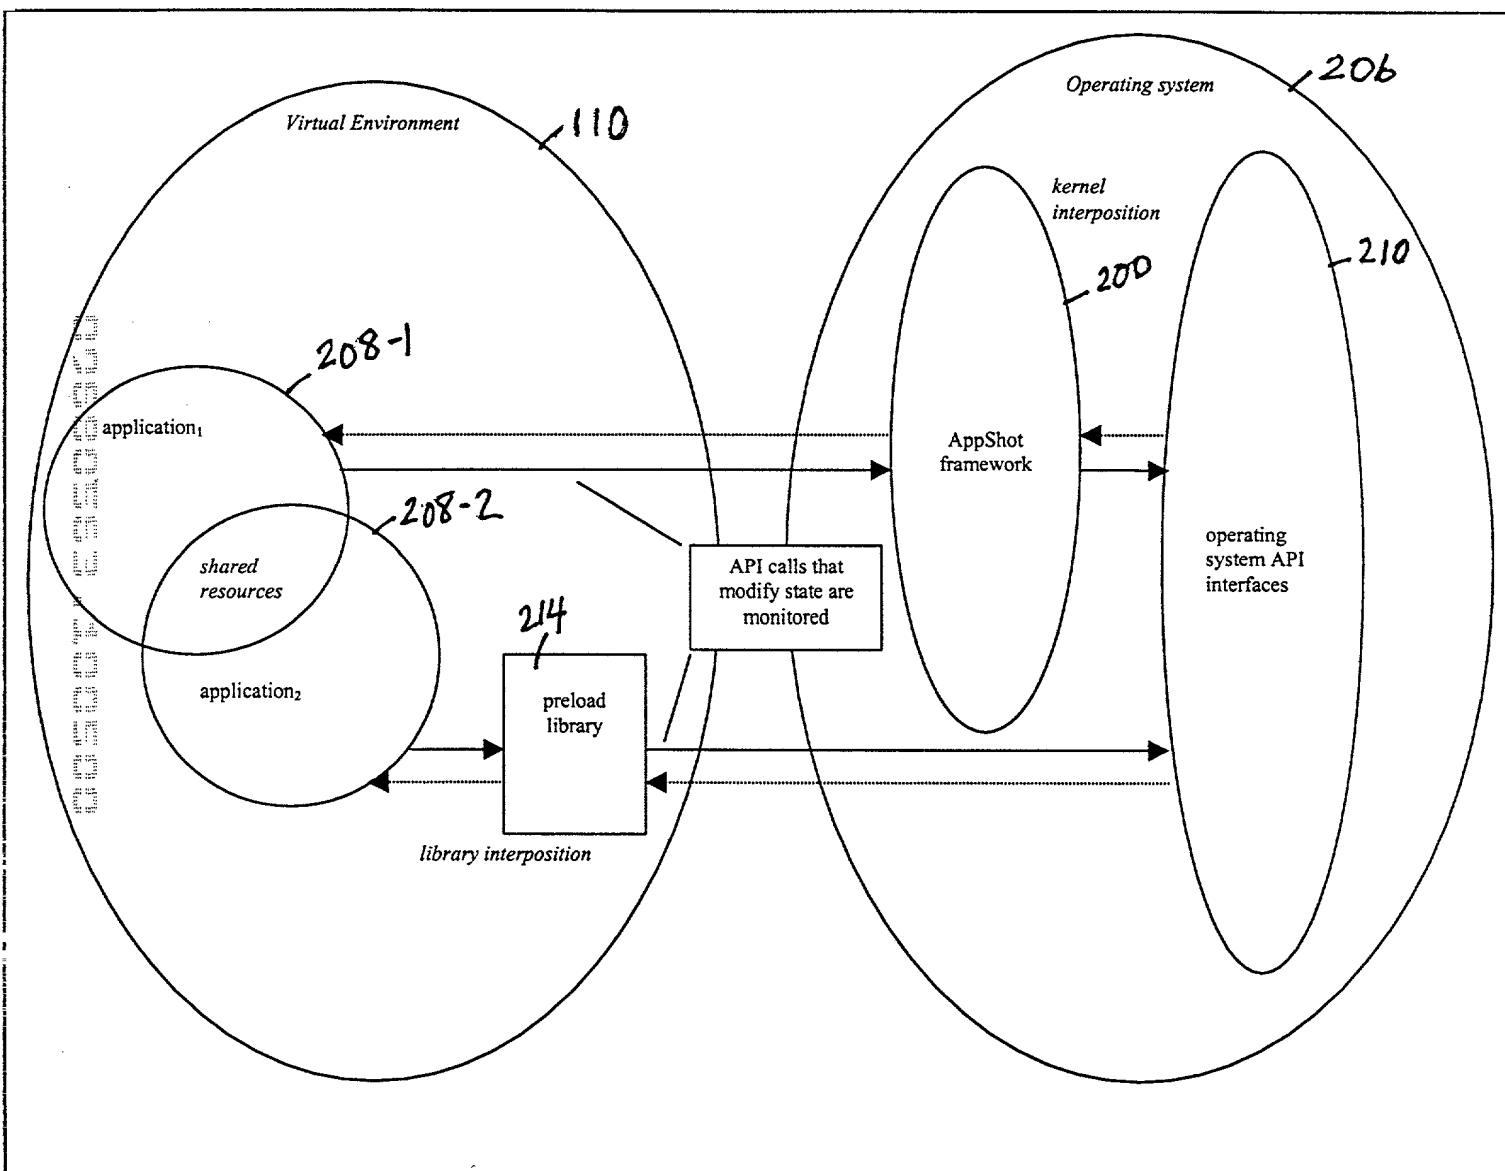 Operating system
206
Virtual Environment
110
kernel
interposition
200
210
208-1
application₁
AppShot
framework
208-2
shared
resources
API calls that
modify state are
monitored
operating
system API
interfaces
214
preload
library
application₂
library interposition